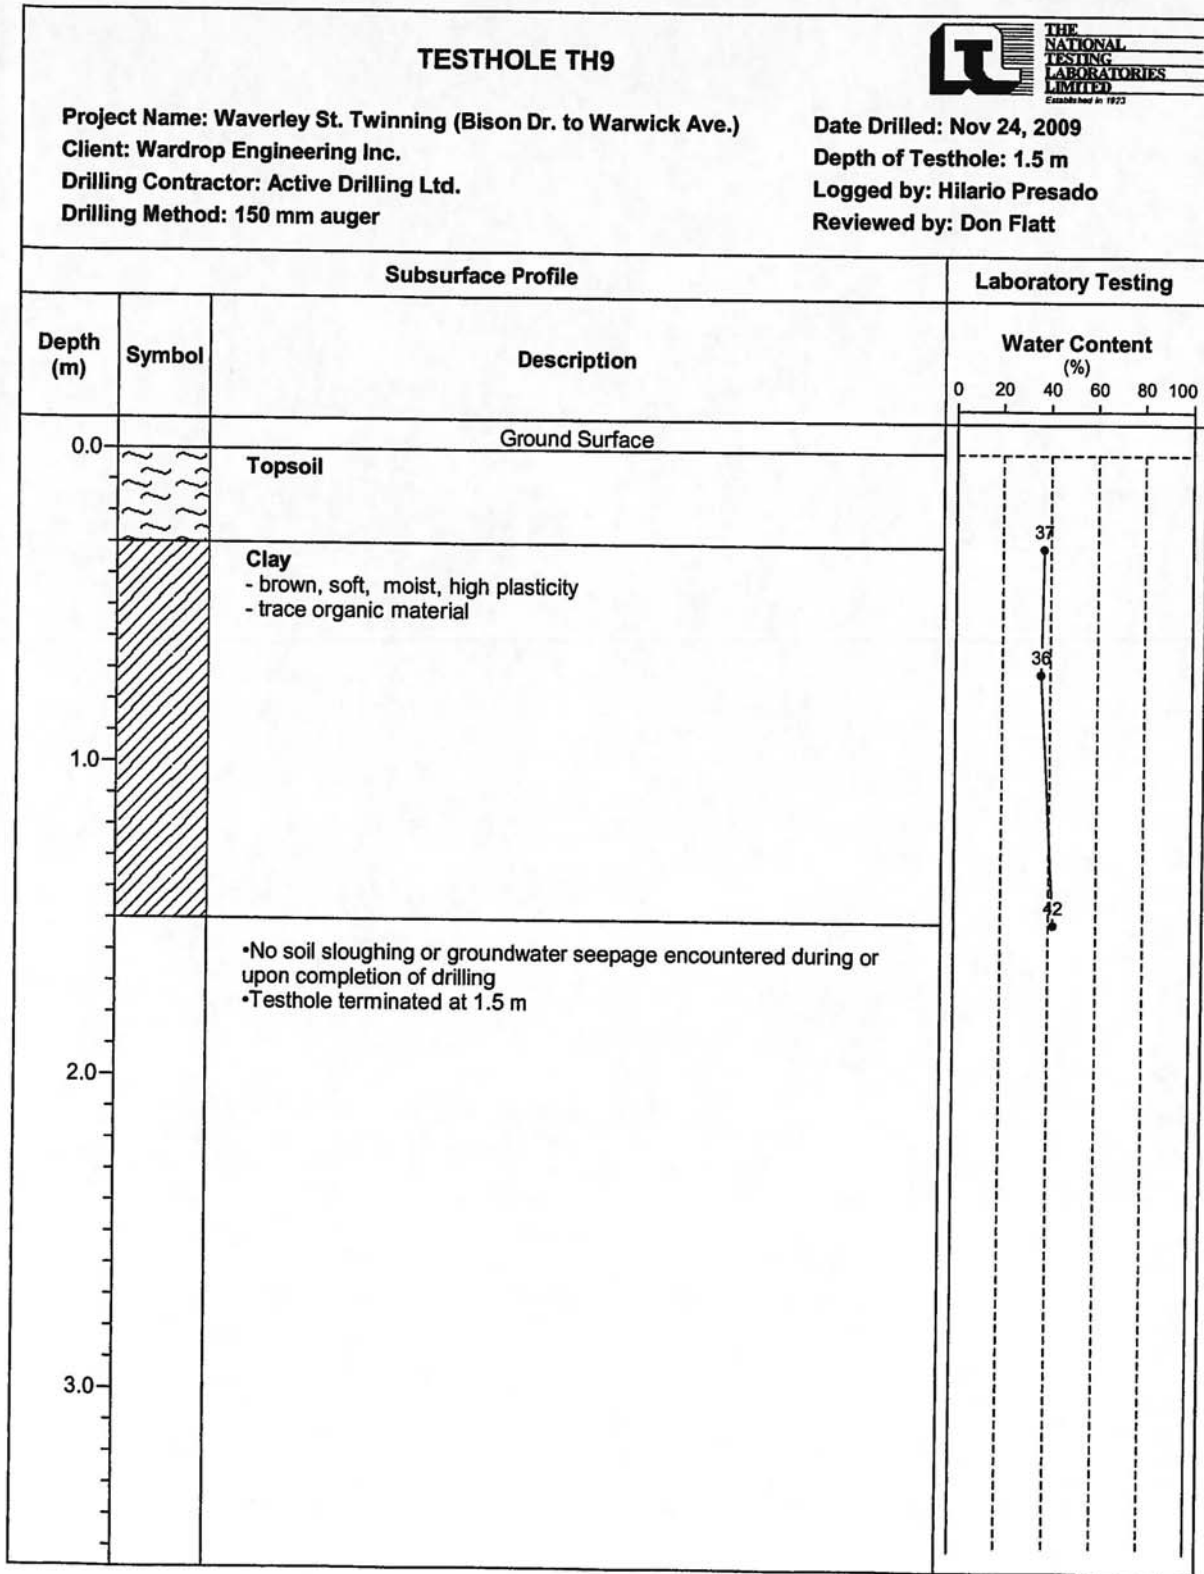 TESTHOLE TH9
THE
NATIONAL
TESTING
LABORATORIES
LIMITED
Established in 1923
Project Name: Waverley St. Twinning (Bison Dr. to Warwick Ave.)
Client: Wardrop Engineering Inc.
Drilling Contractor: Active Drilling Ltd.
Drilling Method: 150 mm auger
Date Drilled: Nov 24, 2009
Depth of Testhole: 1.5 m
Logged by: Hilario Presado
Reviewed by: Don Flatt
Subsurface Profile
Laboratory Testing
Depth
(m)
Symbol
Description
Water Content
(%)
0 20 40 60 80 100
Ground Surface
0.0
Topsoil
37
Clay
- brown, soft, moist, high plasticity
- trace organic material
36
1.0
42
•No soil sloughing or groundwater seepage encountered during or
upon completion of drilling
•Testhole terminated at 1.5 m
2.0
3.0